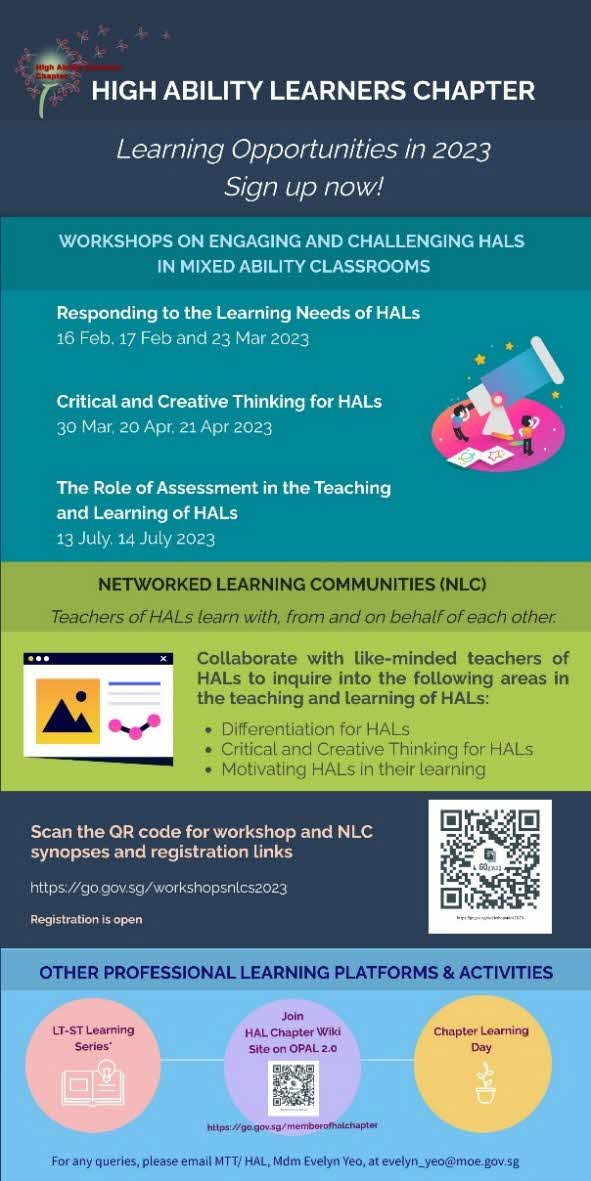 High Ability Learners
Chapter
HIGH ABILITY LEARNERS CHAPTER
Learning Opportunities in 2023
Sign up now!
WORKSHOPS ON ENGAGING AND CHALLENGING HALS
IN MIXED ABILITY CLASSROOMS
Responding to the Learning Needs of HALs
16 Feb, 17 Feb and 23 Mar 2023
Critical and Creative Thinking for HALs
30 Mar, 20 Apr, 21 Apr 2023
The Role of Assessment in the Teaching
and Learning of HALs
13 July, 14 July 2023
NETWORKED LEARNING COMMUNITIES (NLC)
Teachers of HALs learn with, from and on behalf of each other.
Collaborate with like-minded teachers of
HALs to inquire into the following areas in
the teaching and learning of HALs:
• Differentiation for HALs
• Critical and Creative Thinking for HALs
• Motivating HALs in their learning
Scan the QR code for workshop and NLC
synopses and registration links
https://go.gov.sg/workshopsnlcs2023
Registration is open
GOgovsg
https://go.gov.sg/workshopsnlcs2023
OTHER PROFESSIONAL LEARNING PLATFORMS & ACTIVITIES
LT-ST Learning
Series*
Join
HAL Chapter Wiki
Site on OPAL 2.0
https://go.gov.sg/memberofhalchapter
Chapter Learning
Day
For any queries, please email MTT/ HAL, Mdm Evelyn Yeo, at evelyn_yeo@moe.gov.sg